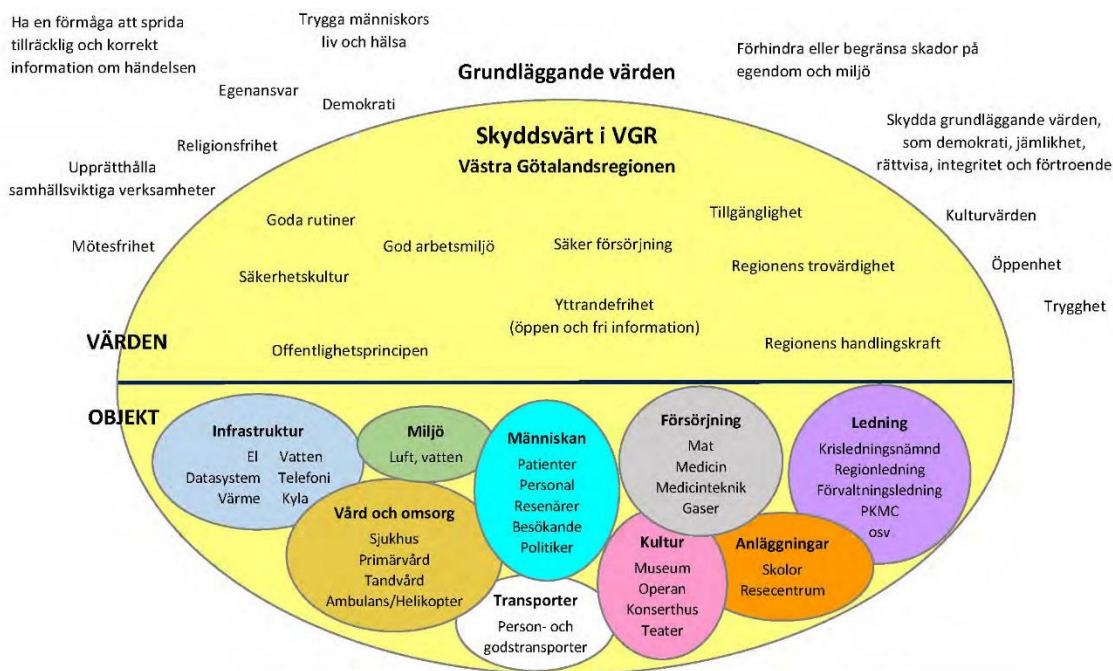 Ha en förmåga att sprida
tillräcklig och korrekt
information om händelsen
Trygga människors
liv och hälsa
Grundläggande värden
Förhindra eller begränsa skador på
egendom och miljö
Egenansvar
Demokrati
Religionsfrihet
Upprätthålla
samhällsviktiga verksamheter
Mötesfrihet
Skydda grundläggande värden,
som demokrati, jämlikhet,
rättvisa, integritet och förtroende
Kulturvärden
Öppenhet
Trygghet
Skyddsvärt i VGR
Västra Götalandsregionen
Goda rutiner
God arbetsmiljö
Säker försörjning
Tillgänglighet
Säkerhetskultur
Regionens trovärdighet
Yttrandefrihet
(öppen och fri information)
Offentlighetsprincipen
Regionens handlingskraft
VÄRDEN
OBJEKT
Infrastruktur
El Vatten
Datasystem Telefoni
Värme Kyla
Miljö
Luft, vatten
Människan
Patienter
Personal
Resenärer
Besökande
Politiker
Försörjning
Mat
Medicin
Medicinteknik
Gaser
Ledning
Krisledningsnämnd
Regionledning
Förvaltningsledning
PKMC
osv
Vård och omsorg
Sjukhus
Primärvård
Tandvård
Ambulans/Helikopter
Transporter
Person- och
godstransporter
Kultur
Museum
Operan
Konserthus
Teater
Anläggningar
Skolor
Resecentrum